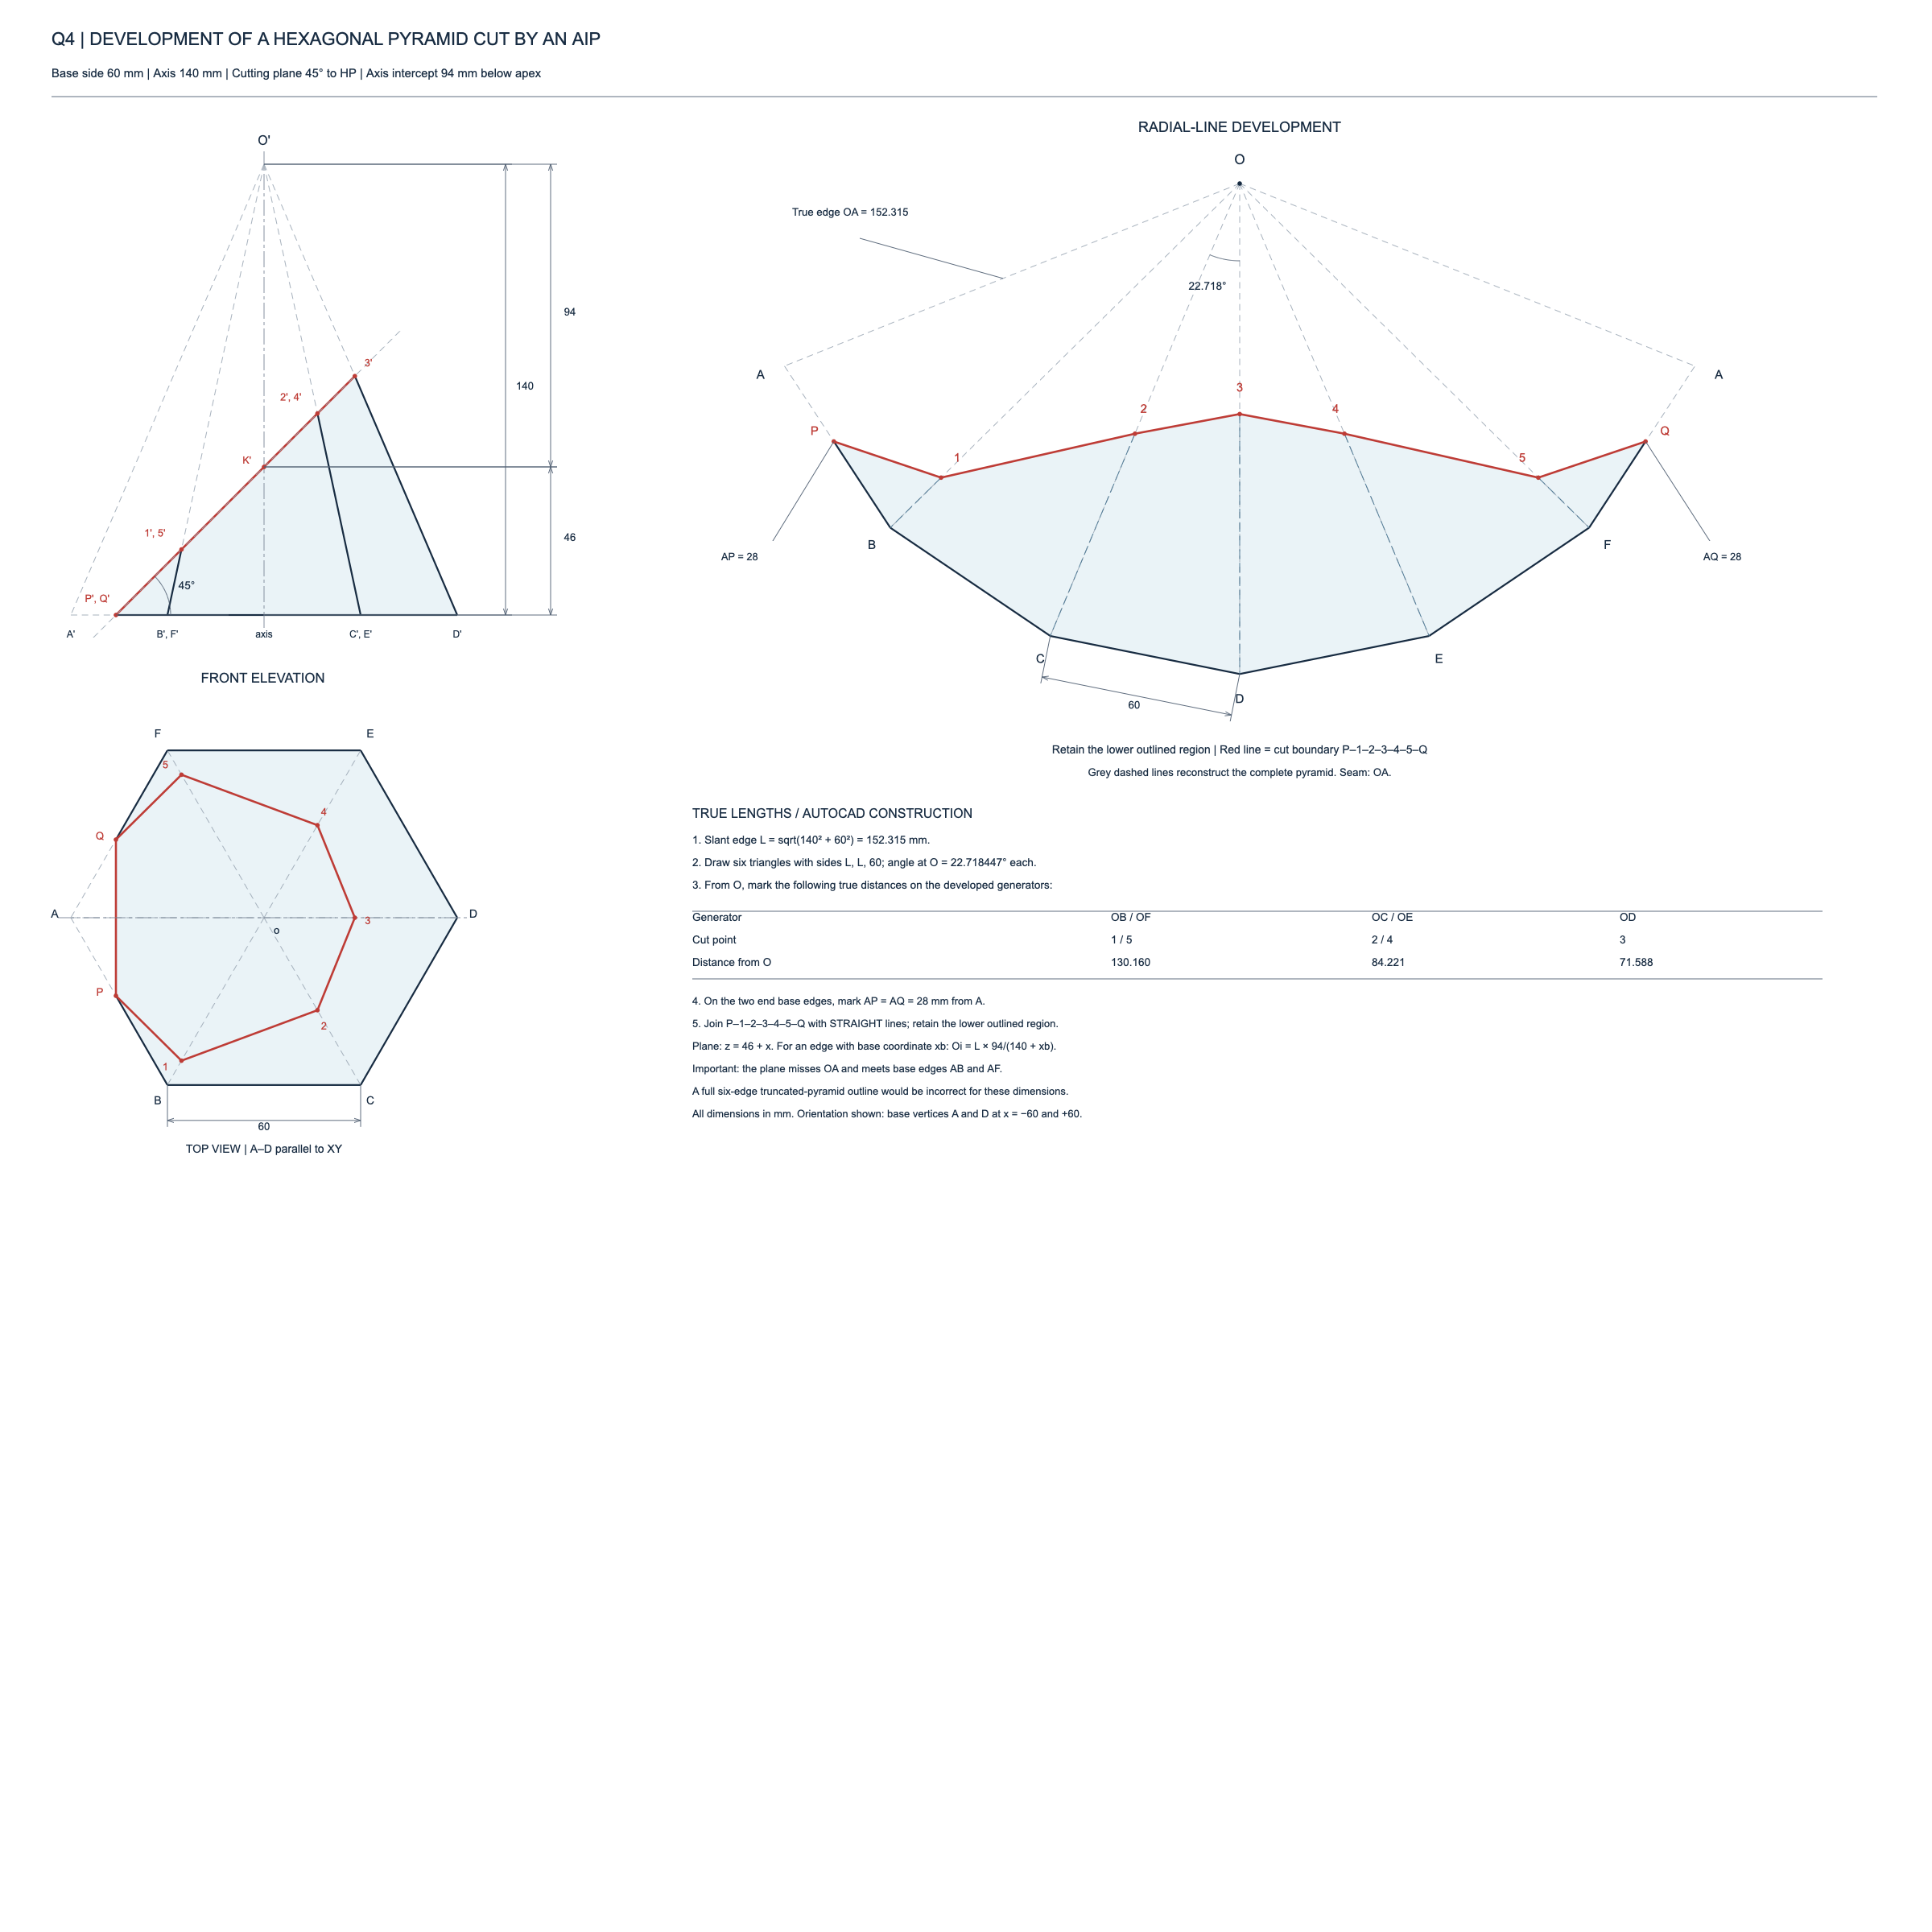 Q4 | DEVELOPMENT OF A HEXAGONAL PYRAMID CUT BY AN AIP
Base side 60 mm | Axis 140 mm | Cutting plane 45° to HP | Axis intercept 94 mm below apex
O'
94
140
3'
2', 4'
K'
46
1', 5'
45°
P', Q'
A'
B', F'
axis
C', E'
D'
FRONT ELEVATION
F
E
5
4
Q
A
D
3
o
P
2
1
B
C
60
TOP VIEW | A–D parallel to XY
RADIAL-LINE DEVELOPMENT
O
True edge OA = 152.315
22.718°
A
A
3
2
4
P
Q
1
5
B
F
AP = 28
AQ = 28
C
E
D
60
Retain the lower outlined region | Red line = cut boundary P–1–2–3–4–5–Q
Grey dashed lines reconstruct the complete pyramid. Seam: OA.
TRUE LENGTHS / AUTOCAD CONSTRUCTION
1. Slant edge L = sqrt(140² + 60²) = 152.315 mm.
2. Draw six triangles with sides L, L, 60; angle at O = 22.718447° each.
3. From O, mark the following true distances on the developed generators:
Generator OB / OF OC / OE OD
Cut point 1 / 5 2 / 4 3
Distance from O 130.160 84.221 71.588
4. On the two end base edges, mark AP = AQ = 28 mm from A.
5. Join P–1–2–3–4–5–Q with STRAIGHT lines; retain the lower outlined region.
Plane: z = 46 + x. For an edge with base coordinate xb: Oi = L × 94/(140 + xb).
Important: the plane misses OA and meets base edges AB and AF.
A full six-edge truncated-pyramid outline would be incorrect for these dimensions.
All dimensions in mm. Orientation shown: base vertices A and D at x = −60 and +60.